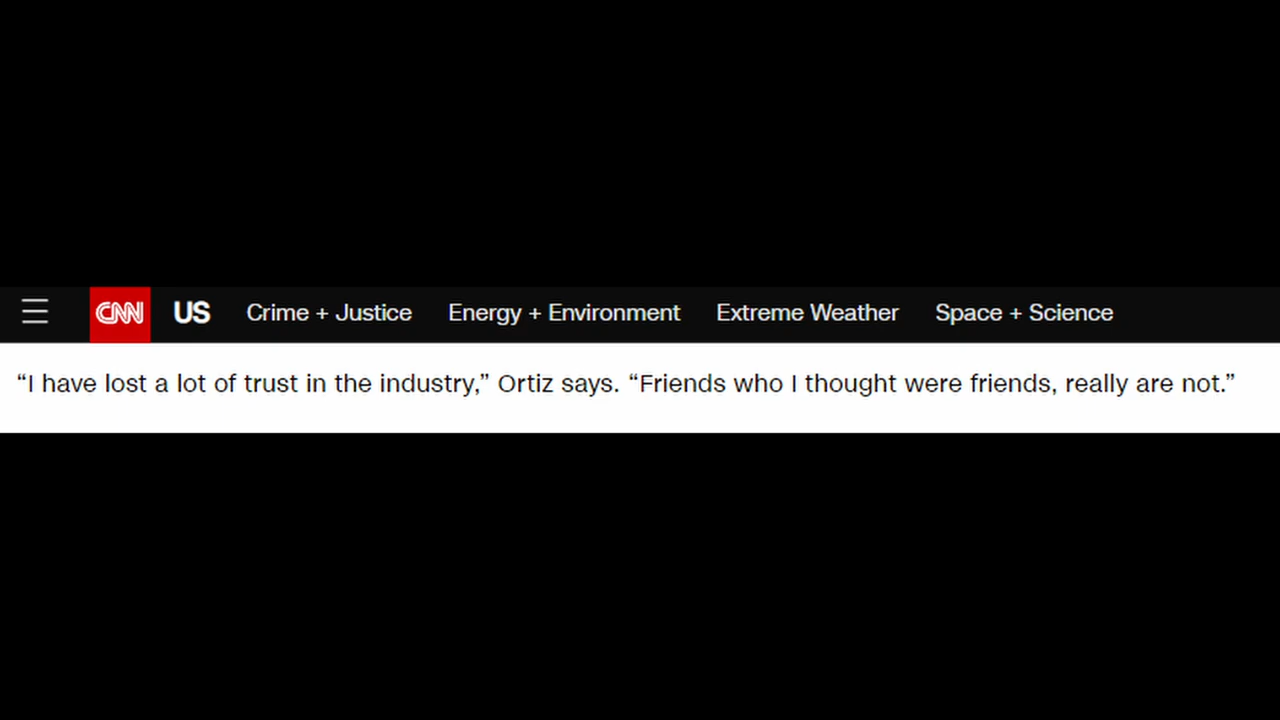 CNN US Crime + Justice Energy + Environment Extreme Weather Space + Science
“I have lost a lot of trust in the industry,” Ortiz says. “Friends who I thought were friends, really are not.”